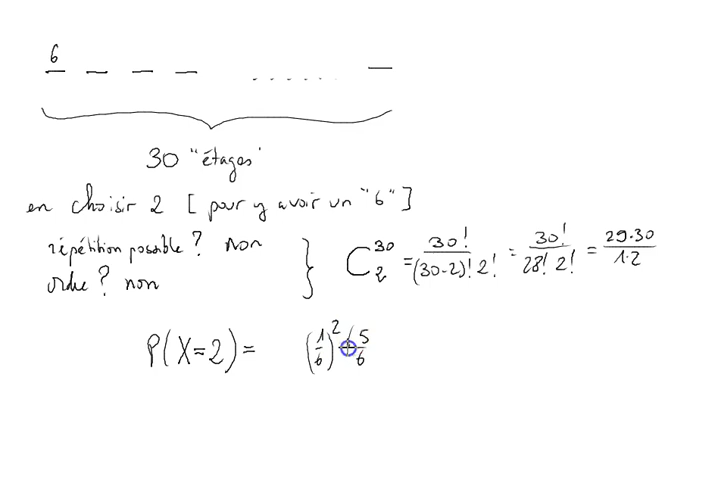 6
30 "étages"
en choisir 2 [ pour y avoir un "6" ]
répétition possible ? non
ordre ? non
C₂³⁰ = 30! / (30-2)! 2! = 30! / 28! 2! = 29·30 / 1·2
P(X=2) = (1/6)² (5/6